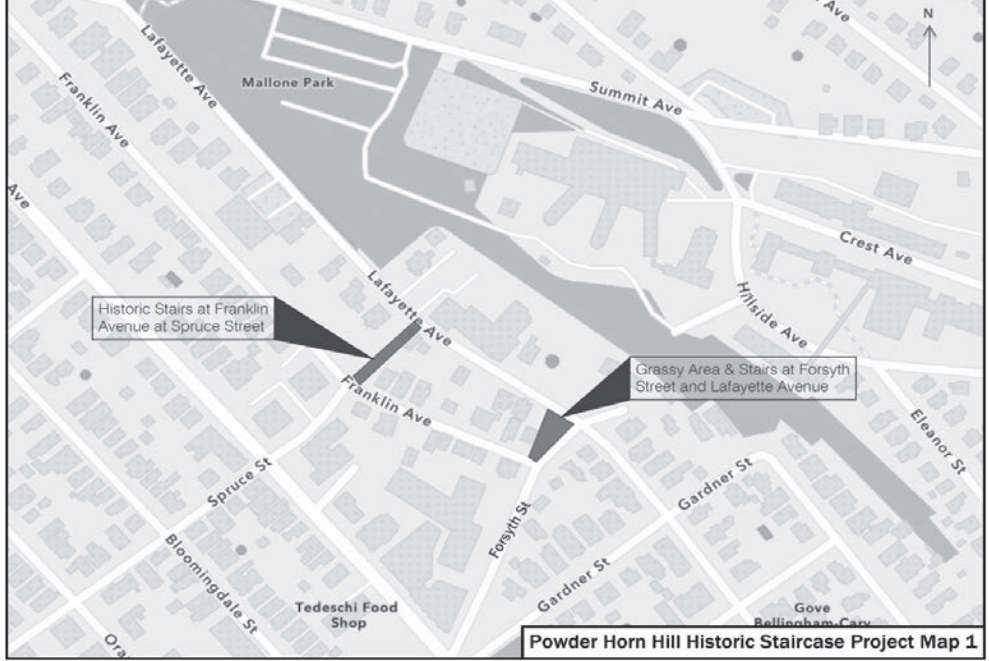 Ave
N
Lafayette Ave
Mallone Park
Summit Ave
Franklin Ave
Ave
Crest Ave
Lafayette Ave
Hillside Ave
Historic Stairs at Franklin
Avenue at Spruce Street
Grassy Area & Stairs at Forsyth
Street and Lafayette Avenue
Franklin Ave
Eleanor St
Spruce St
Gardner St
Forsyth St
Bloomingdale St
Gardner St
Tedeschi Food
Shop
Gove
Bellingham-Cary
Powder Horn Hill Historic Staircase Project Map 1